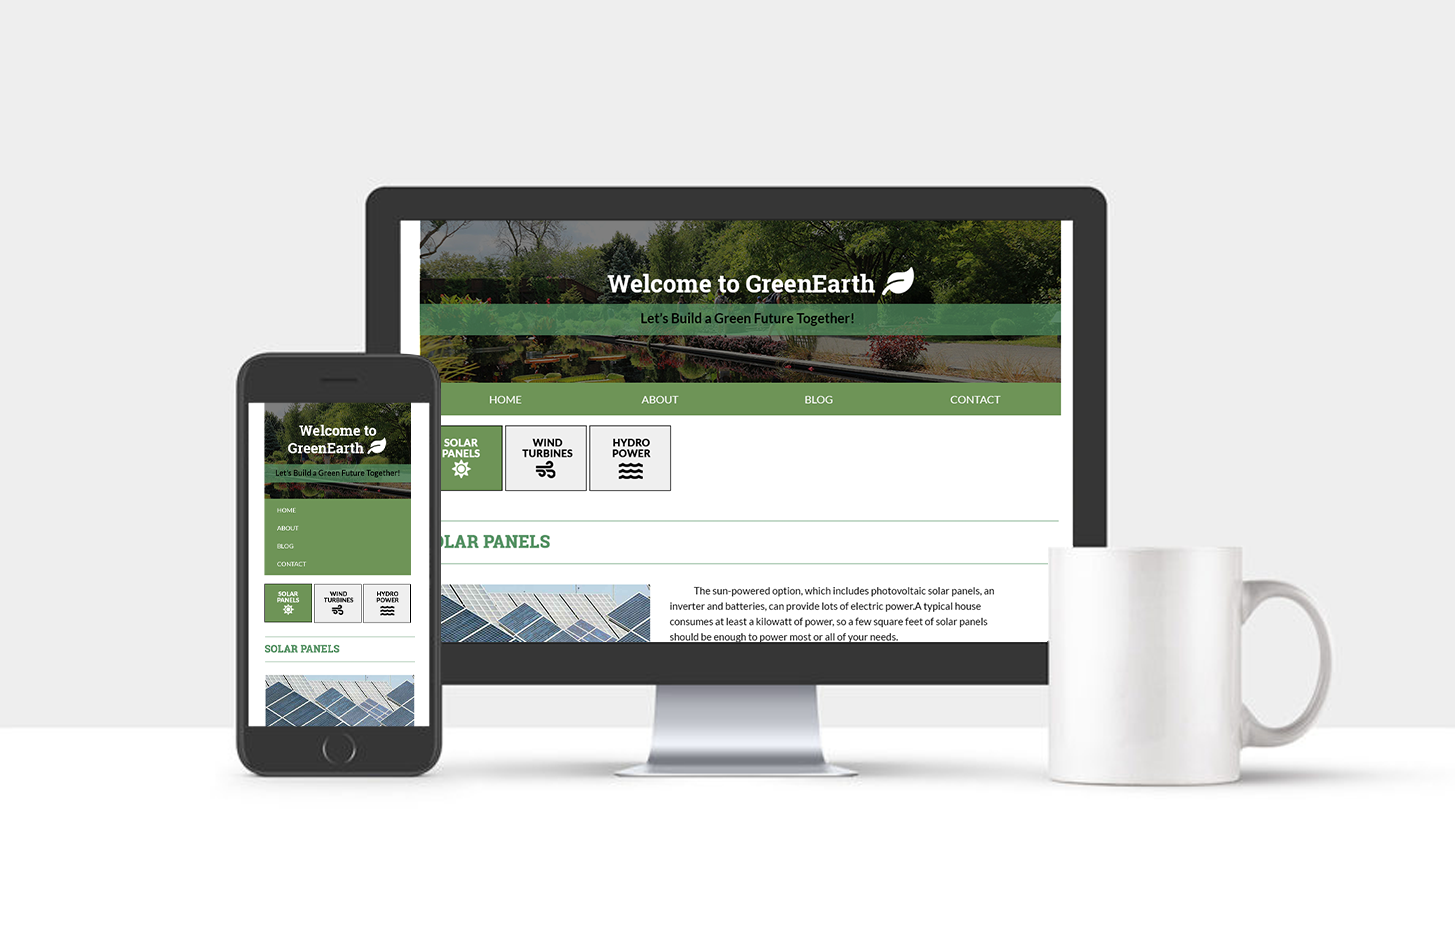 Welcome to GreenEarth
Let's Build a Green Future Together!
HOME
ABOUT
BLOG
CONTACT
SOLAR
PANELS
WIND
TURBINES
HYDRO
POWER
OLAR PANELS
The sun-powered option, which includes photovoltaic solar panels, an
inverter and batteries, can provide lots of electric power.A typical house
consumes at least a kilowatt of power, so a few square feet of solar panels
should be enough to power most or all of your needs.
Welcome to
GreenEarth
Let's Build a Green Future Together!
HOME
ABOUT
BLOG
CONTACT
SOLAR
PANELS
WIND
TURBINES
HYDRO
POWER
SOLAR PANELS